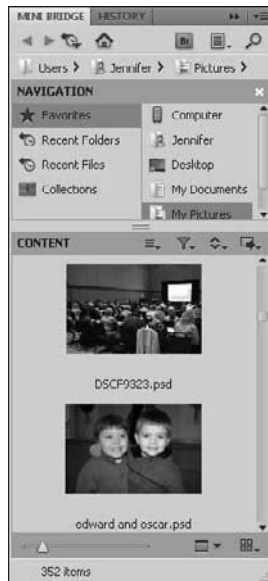 MINI BRIDGE HISTORY
Br
Users Jennifer Pictures
NAVIGATION
Favorites Computer
Recent Folders Jennifer
Recent Files Desktop
Collections My Documents
My Pictures
CONTENT
DSCF9323.psd
edward and oscar.psd
352 items